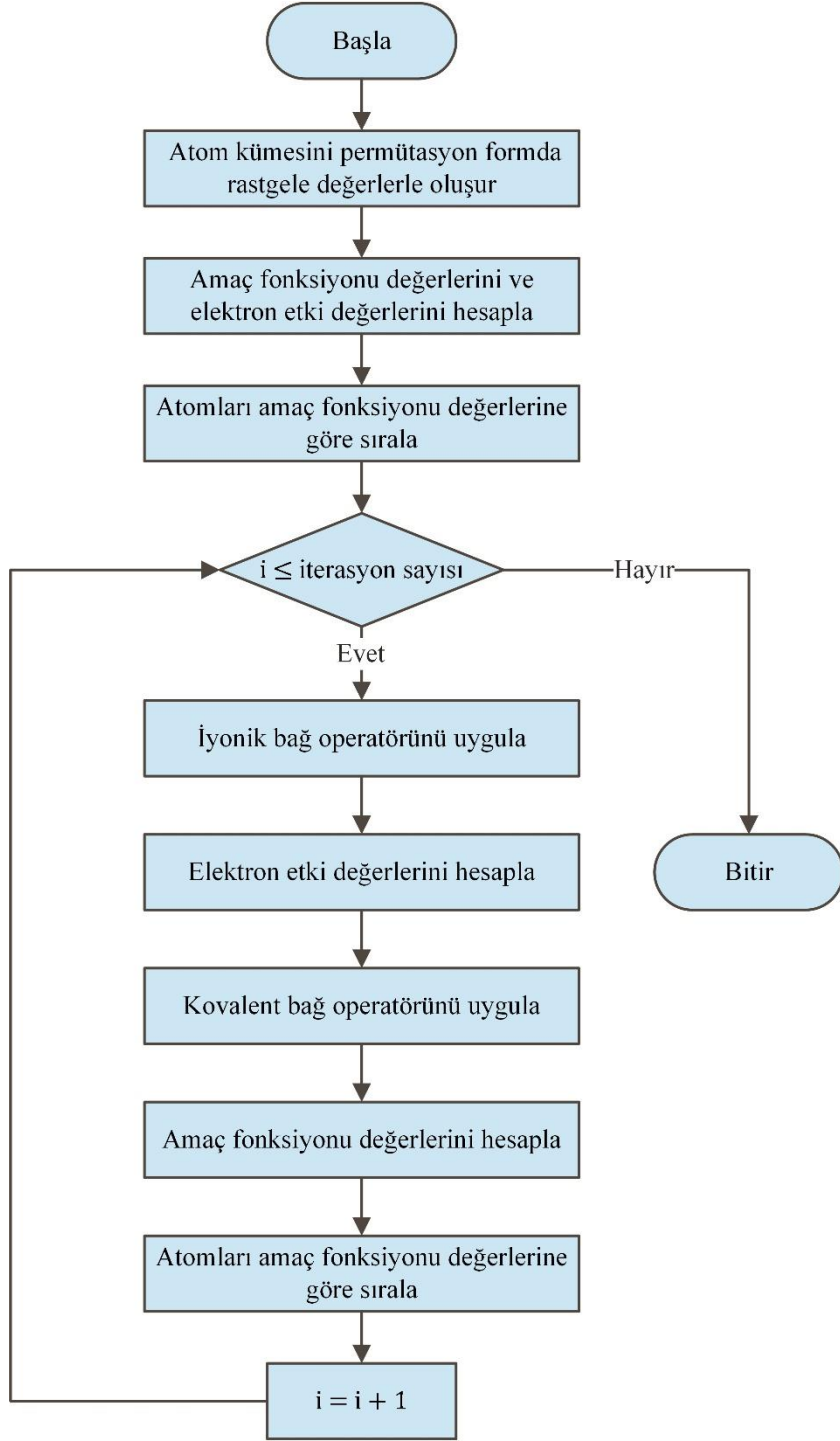 Başla
Atom kümesini permütasyon formda
rastgele değerlerle oluşur
Amaç fonksiyonu değerlerini ve
elektron etki değerlerini hesapla
Atomları amaç fonksiyonu değerlerine
göre sırala
i ≤ iterasyon sayısı
Hayır
Evet
İyonik bağ operatörünü uygula
Elektron etki değerlerini hesapla
Bitir
Kovalent bağ operatörünü uygula
Amaç fonksiyonu değerlerini hesapla
Atomları amaç fonksiyonu değerlerine
göre sırala
i = i + 1